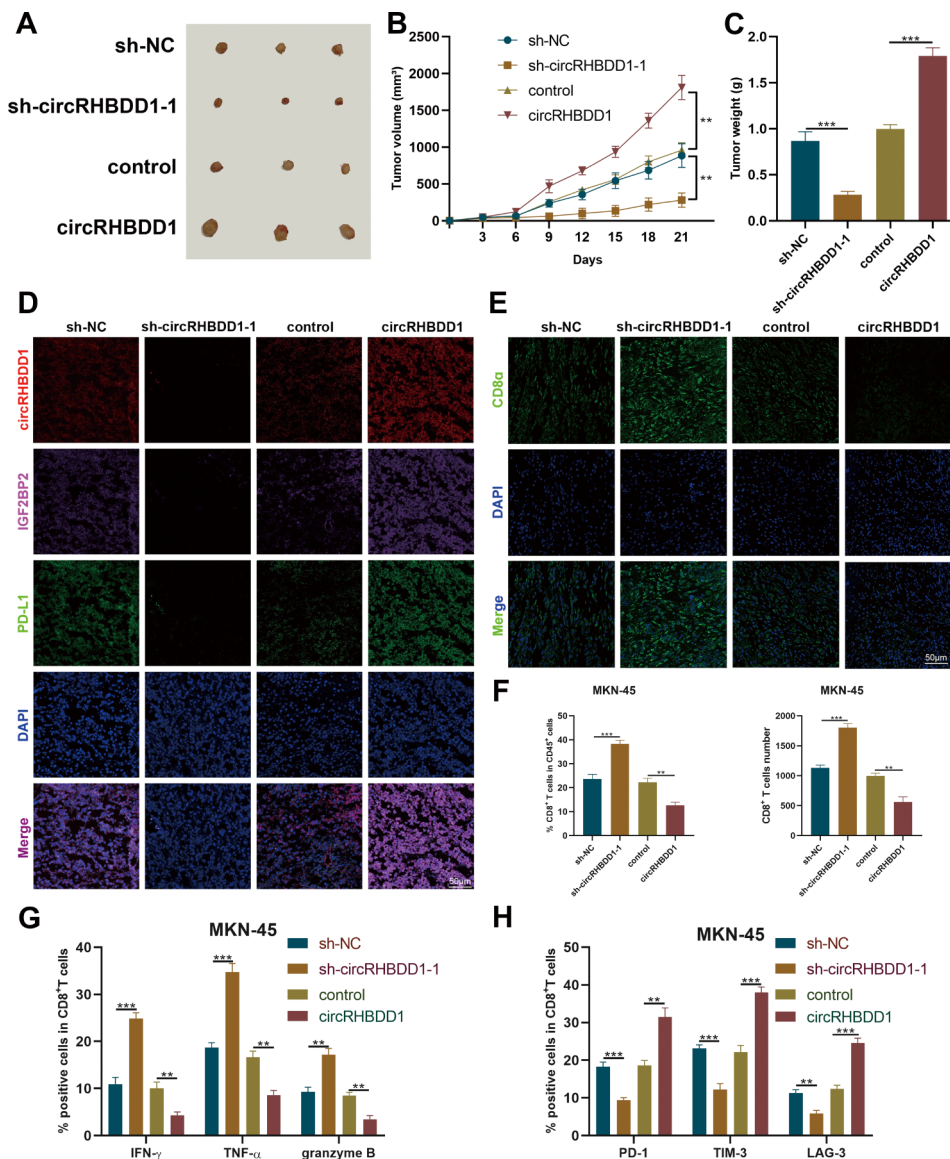 A
sh-NC
sh-circRHBDD1-1
control
circRHBDD1
B
sh-NC
sh-circRHBDD1-1
control
circRHBDD1
Tumor volume (mm³)
2500
2000
1500
1000
500
0
**
**
3 6 9 12 15 18 21
Days
C
Tumor weight (g)
2.0
1.5
1.0
0.5
0.0
***
***
sh-NC
sh-circRHBDD1-1
control
circRHBDD1
D
sh-NC sh-circRHBDD1-1 control circRHBDD1
circRHBDD1
IGF2BP2
PD-L1
DAPI
Merge
50μm
E
sh-NC sh-circRHBDD1-1 control circRHBDD1
CD8α
DAPI
Merge
50μm
F
MKN-45
% CD8⁺ T cells in CD45⁺ cells
50
40
30
20
10
0
***
**
sh-NC
sh-circRHBDD1-1
control
circRHBDD1
MKN-45
CD8⁺ T cells number
2000
1500
1000
500
0
***
**
sh-NC
sh-circRHBDD1-1
control
circRHBDD1
G
MKN-45
sh-NC
sh-circRHBDD1-1
control
circRHBDD1
% positive cells in CD8⁺T cells
40
30
20
10
0
*** ** *** ** ** **
IFN-γ TNF-α granzyme B
H
MKN-45
sh-NC
sh-circRHBDD1-1
control
circRHBDD1
% positive cells in CD8⁺T cells
50
40
30
20
10
0
*** ** *** *** ** ***
PD-1 TIM-3 LAG-3